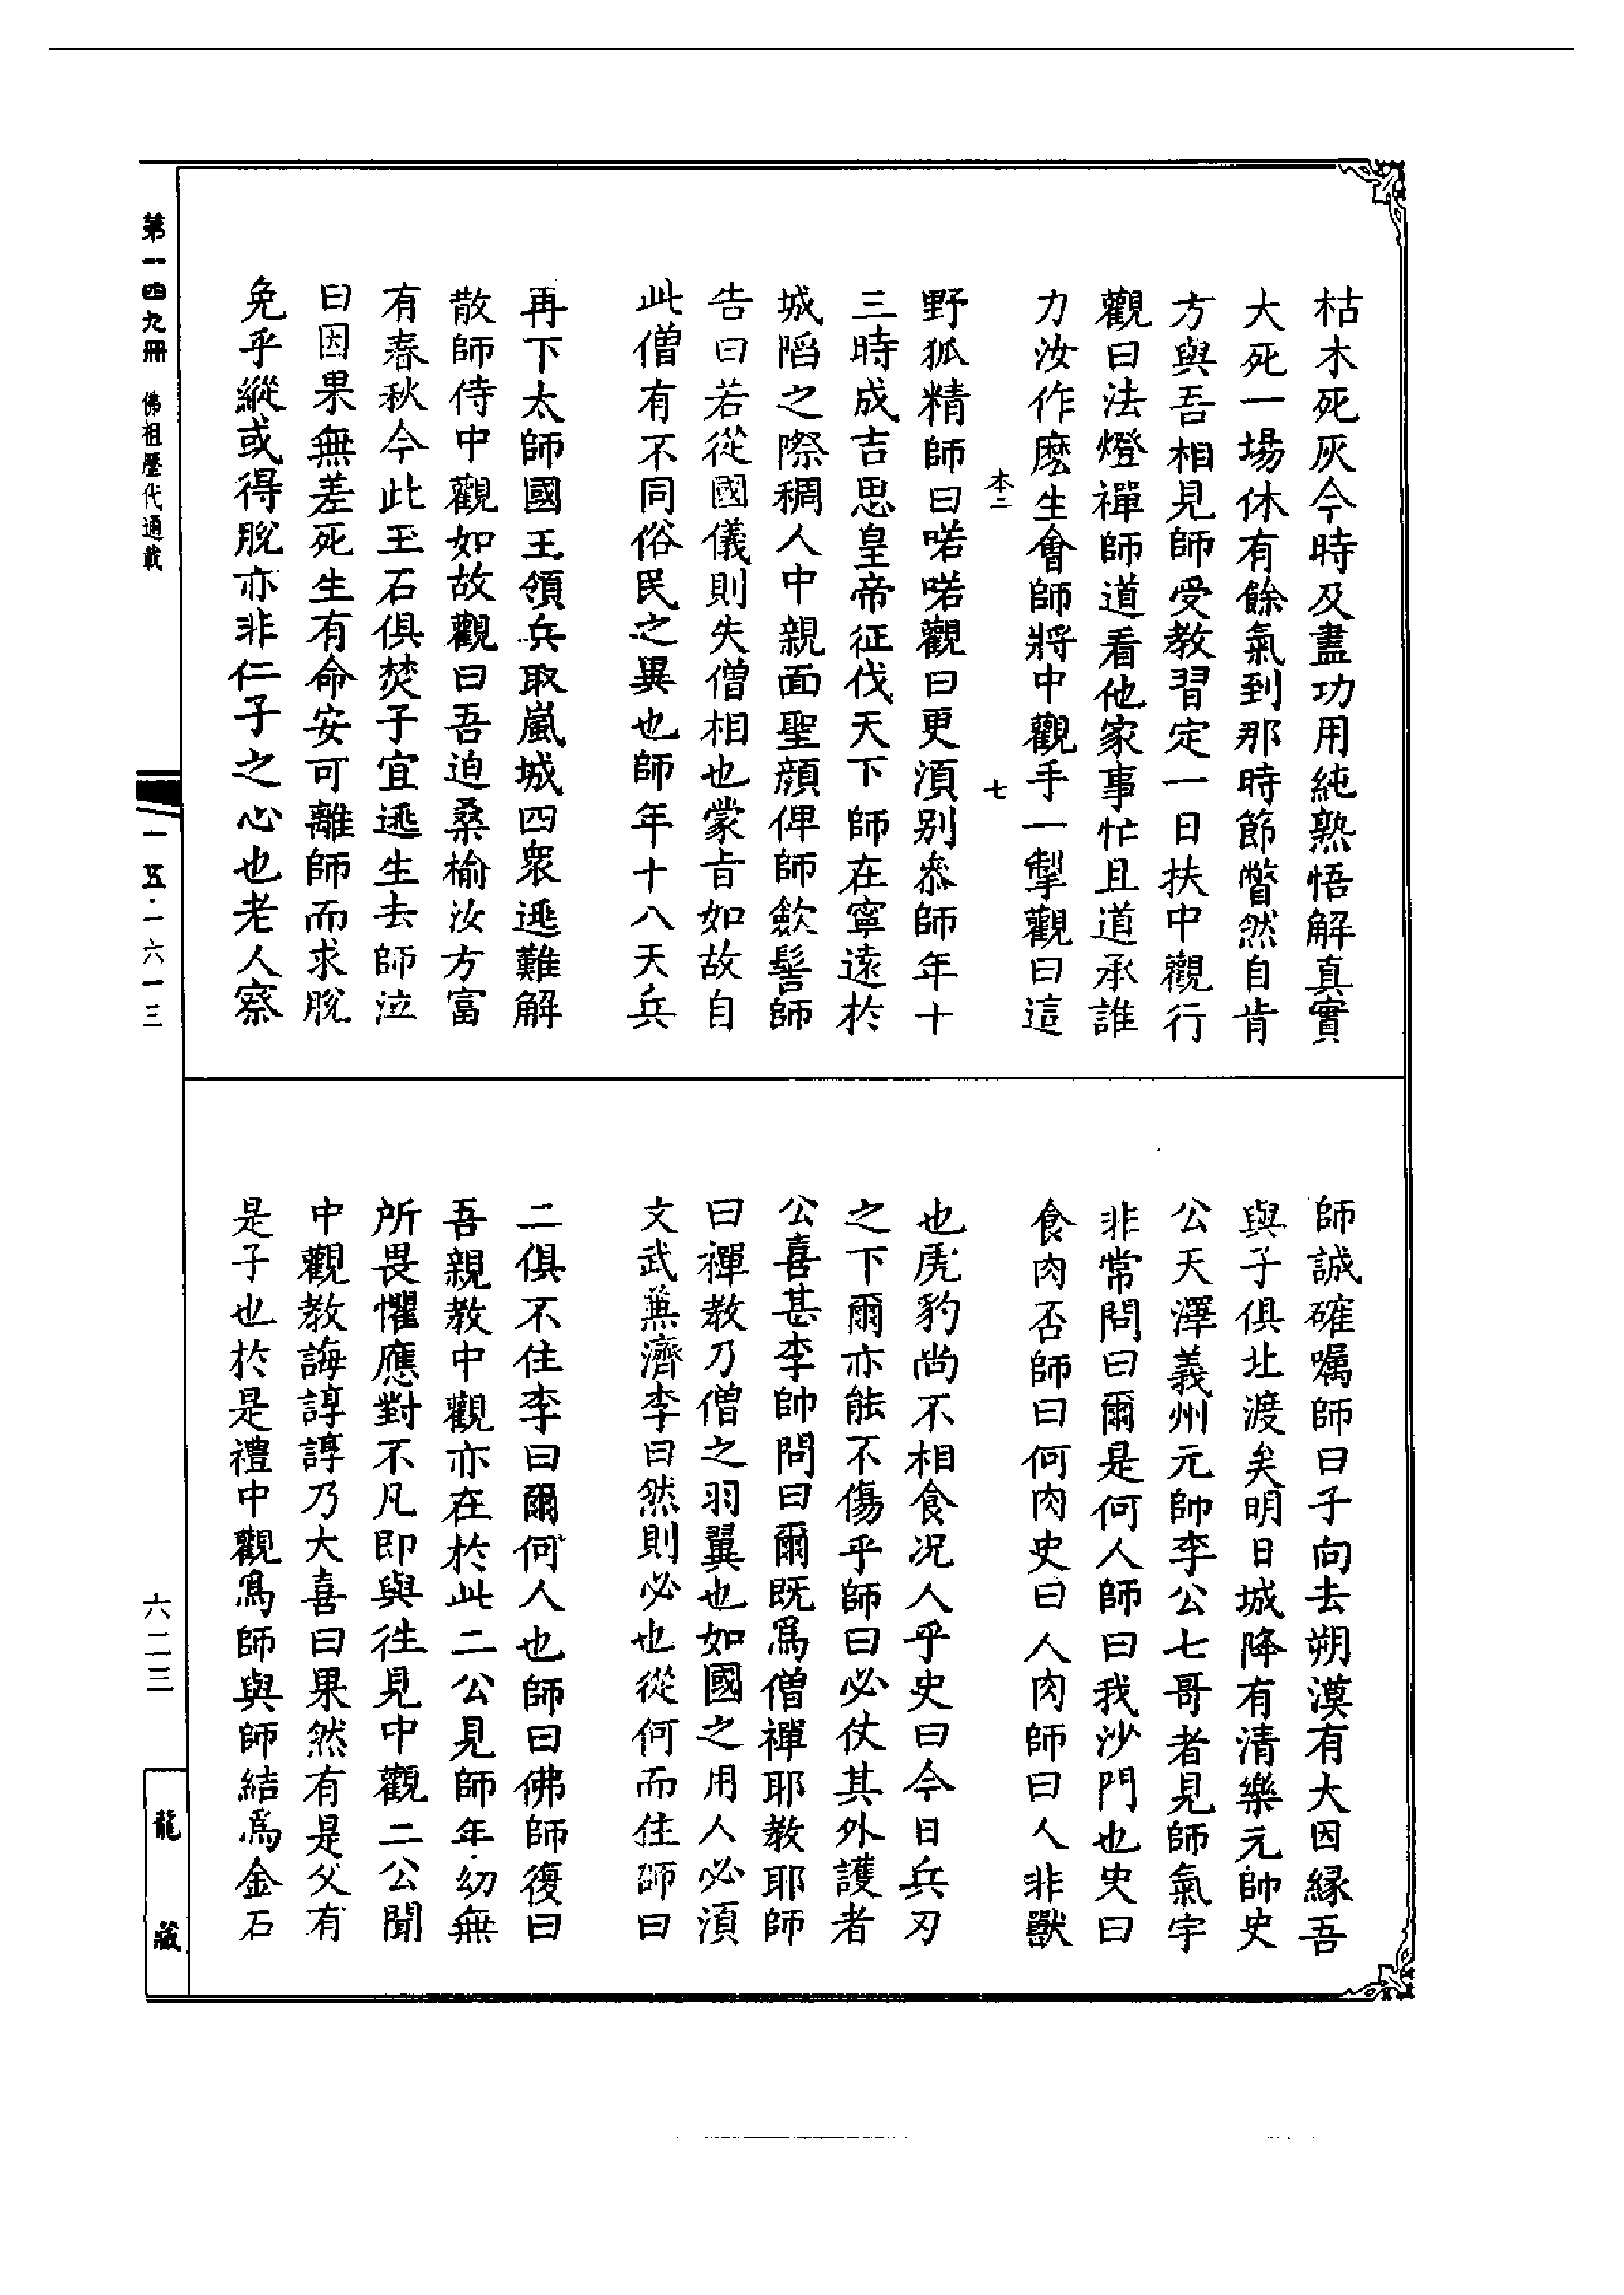 枯木死灰今時及盡功用純熟悟解真實
大死一場休有餘氣到那時節瞥然自肯
方與吾相見師受教習定一日扶中觀行
觀曰法燈禪師道看他家事忙且道承誰
力汝作麽生會師將中觀手一掣觀曰這
本二 七
野狐精師曰喏喏觀曰更須别叅師年十
三時成吉思皇帝征伐天下師在寧遠於
城陷之際稠人中親面聖顔俾師歛髻師
告曰若從國儀則失僧相也蒙旨如故自
此僧有不同俗民之異也師年十八天兵
再下太師國王領兵取嵐城四衆逃難解
散師侍中觀如故觀曰吾迫桑榆汝方富
有春秋今此玉石俱焚子宜逃生去師泣
曰因果無差死生有命安可離師而求脫
免乎縱或得脫亦非仁子之心也老人察
師誠確囑師曰子向去朔漠有大因緣吾
與子俱北渡矣明日城降有清樂元帥史
公天澤義州元帥李公七哥者見師氣宇
非常問曰爾是何人師曰我沙門也史曰
食肉否師曰何肉史曰人肉師曰人非獸
也虎豹尚不相食况人乎史曰今日兵刃
之下爾亦能不傷乎師曰必仗其外護者
公喜甚李帥問曰爾既爲僧禪耶教耶師
曰禪教乃僧之羽翼也如國之用人必須
文武兼濟李曰然則必也從何而住師曰
二俱不住李曰爾何人也師曰佛師復曰
吾親教中觀亦在於此二公見師年幼無
所畏懼應對不凡即與往見中觀二公聞
中觀教誨諄諄乃大喜曰果然有是父有
是子也於是禮中觀爲師與師結爲金石
第一四九冊 佛祖歷代通載
一五·一六一三
六二三
龍藏